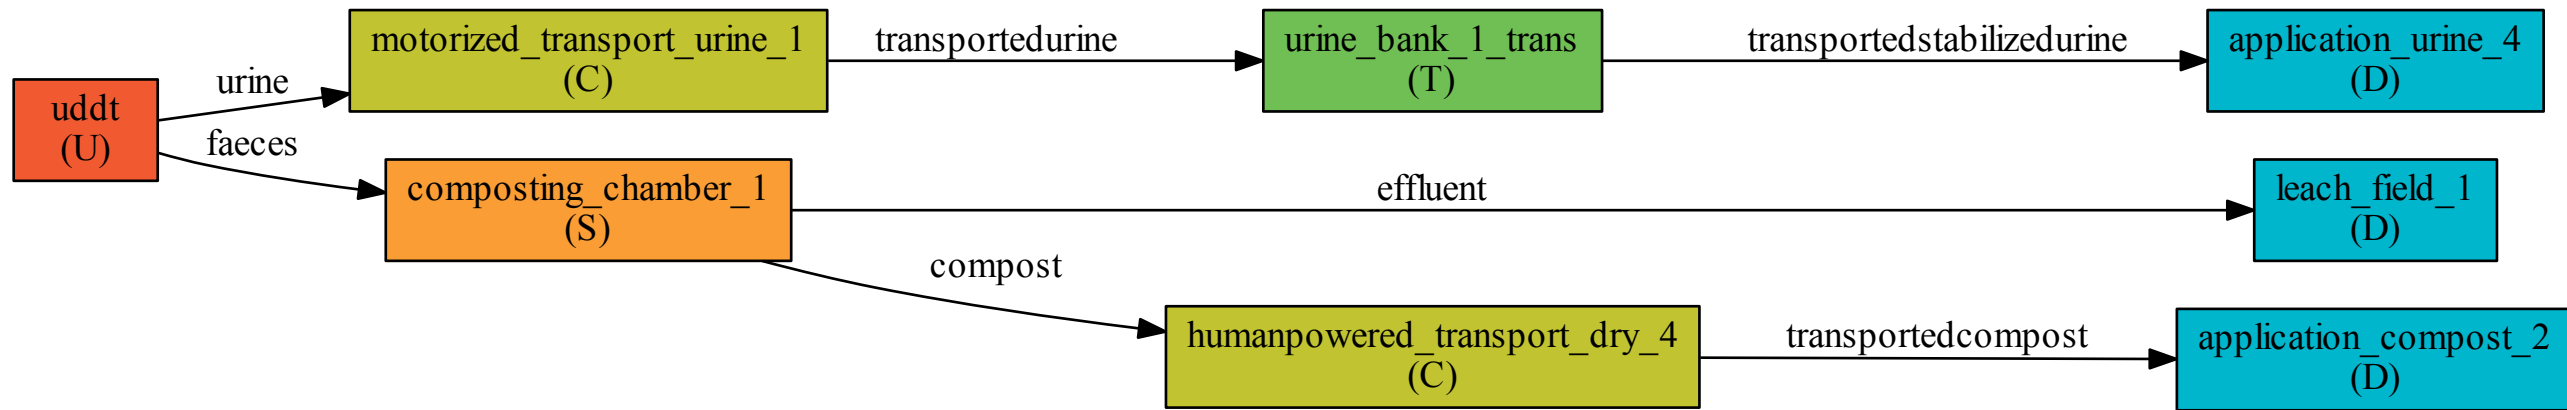 uddt
(U)
urine
faeces
motorized_transport_urine_1
(C)
transportedurine
urine_bank_1_trans
(T)
transportedstabilizedurine
application_urine_4
(D)
composting_chamber_1
(S)
effluent
leach_field_1
(D)
compost
humanpowered_transport_dry_4
(C)
transportedcompost
application_compost_2
(D)